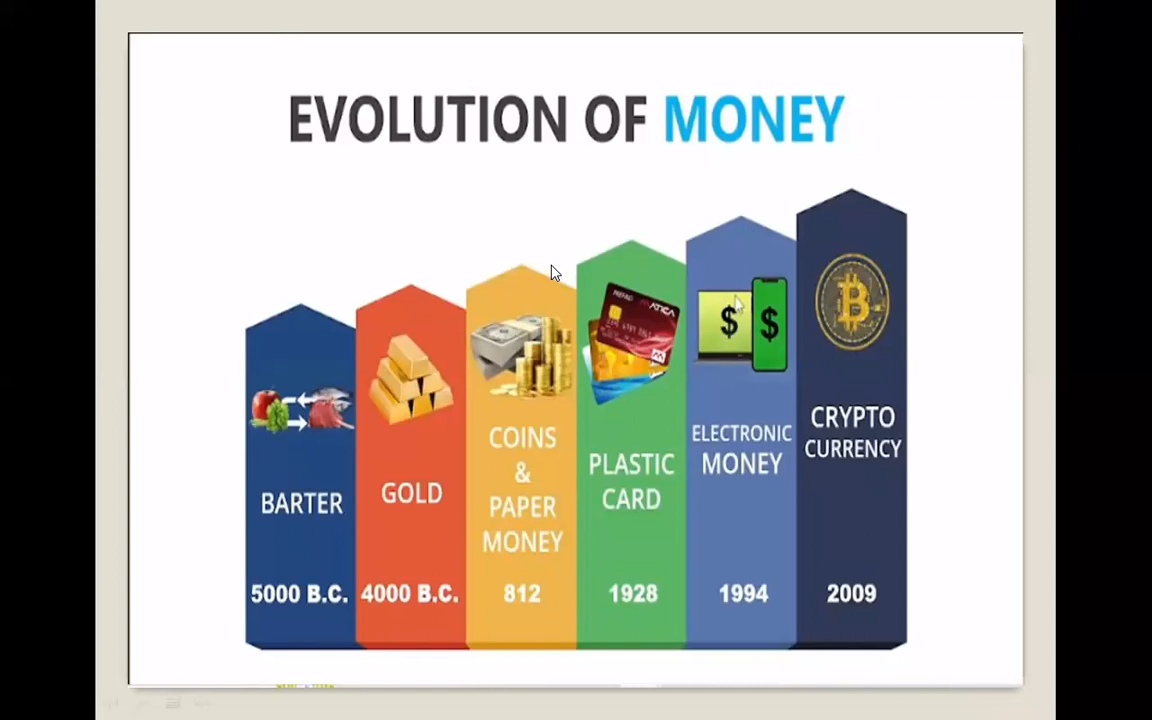 EVOLUTION OF MONEY
BARTER
5000 B.C.
GOLD
4000 B.C.
COINS
&
PAPER
MONEY
812
PLASTIC
CARD
1928
$ $
ELECTRONIC
MONEY
1994
CRYPTO
CURRENCY
2009